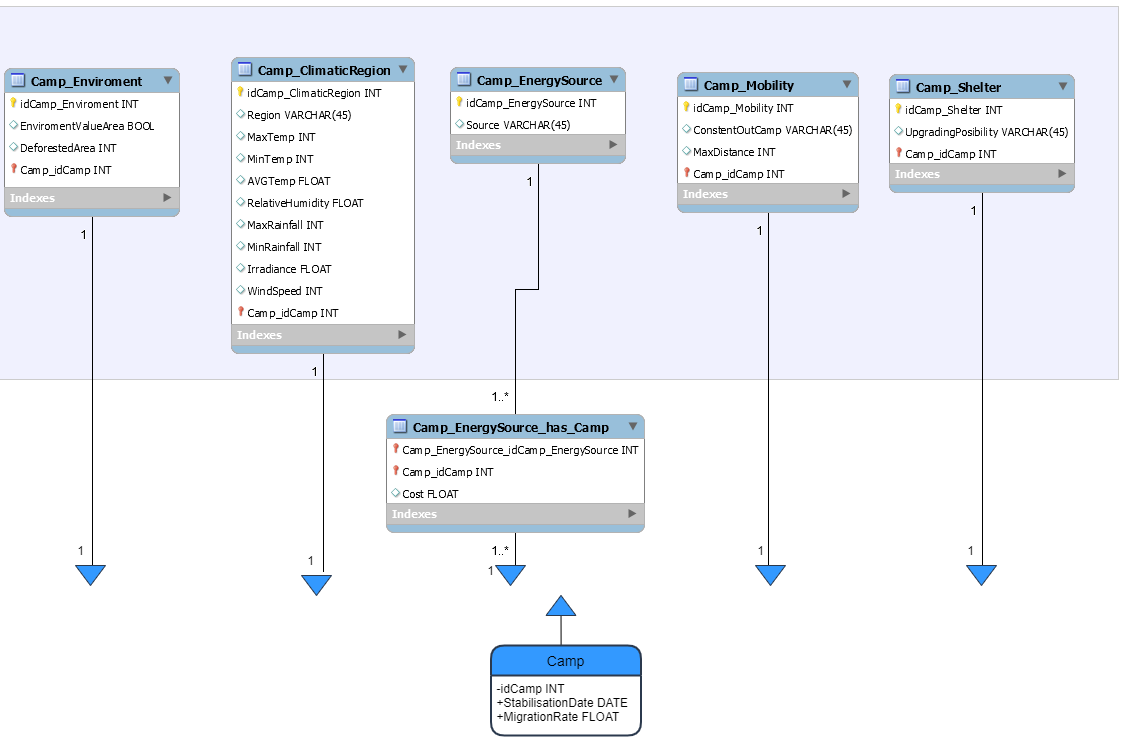 Camp_Enviroment
idCamp_Enviroment INT
EnviromentValueArea BOOL
DeforestedArea INT
Camp_idCamp INT
Indexes
1
1
Camp_ClimaticRegion
idCamp_ClimaticRegion INT
Region VARCHAR(45)
MaxTemp INT
MinTemp INT
AVGTemp FLOAT
RelativeHumidity FLOAT
MaxRainfall INT
MinRainfall INT
Irradiance FLOAT
WindSpeed INT
Camp_idCamp INT
Indexes
1
1
Camp_EnergySource
idCamp_EnergySource INT
Source VARCHAR(45)
Indexes
1
1..*
Camp_EnergySource_has_Camp
Camp_EnergySource_idCamp_EnergySource INT
Camp_idCamp INT
Cost FLOAT
Indexes
1..*
1
Camp_Mobility
idCamp_Mobility INT
ConstentOutCamp VARCHAR(45)
MaxDistance INT
Camp_idCamp INT
Indexes
1
1
Camp_Shelter
idCamp_Shelter INT
UpgradingPosibility VARCHAR(45)
Camp_idCamp INT
Indexes
1
1
Camp
-idCamp INT
+StabilisationDate DATE
+MigrationRate FLOAT